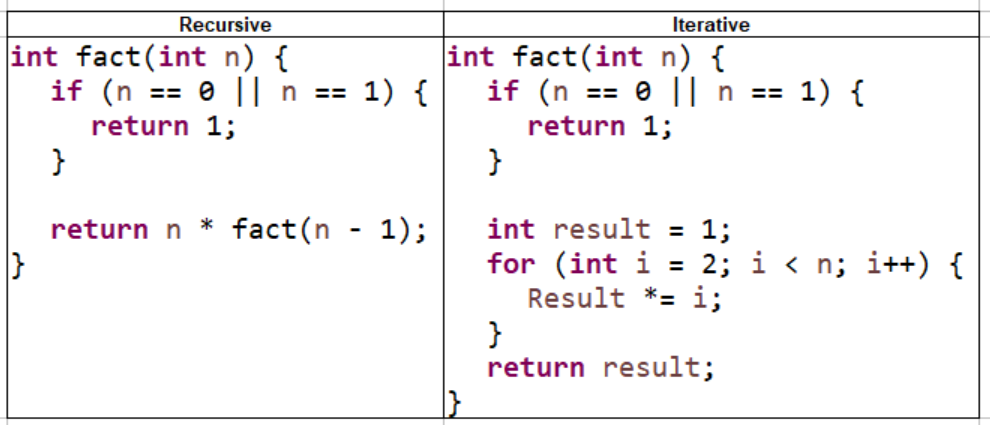 Recursive
int fact(int n) {
if (n == 0 || n == 1) {
return 1;
}
return n * fact(n - 1);
}
Iterative
int fact(int n) {
if (n == 0 || n == 1) {
return 1;
}
int result = 1;
for (int i = 2; i < n; i++) {
Result *= i;
}
return result;
}